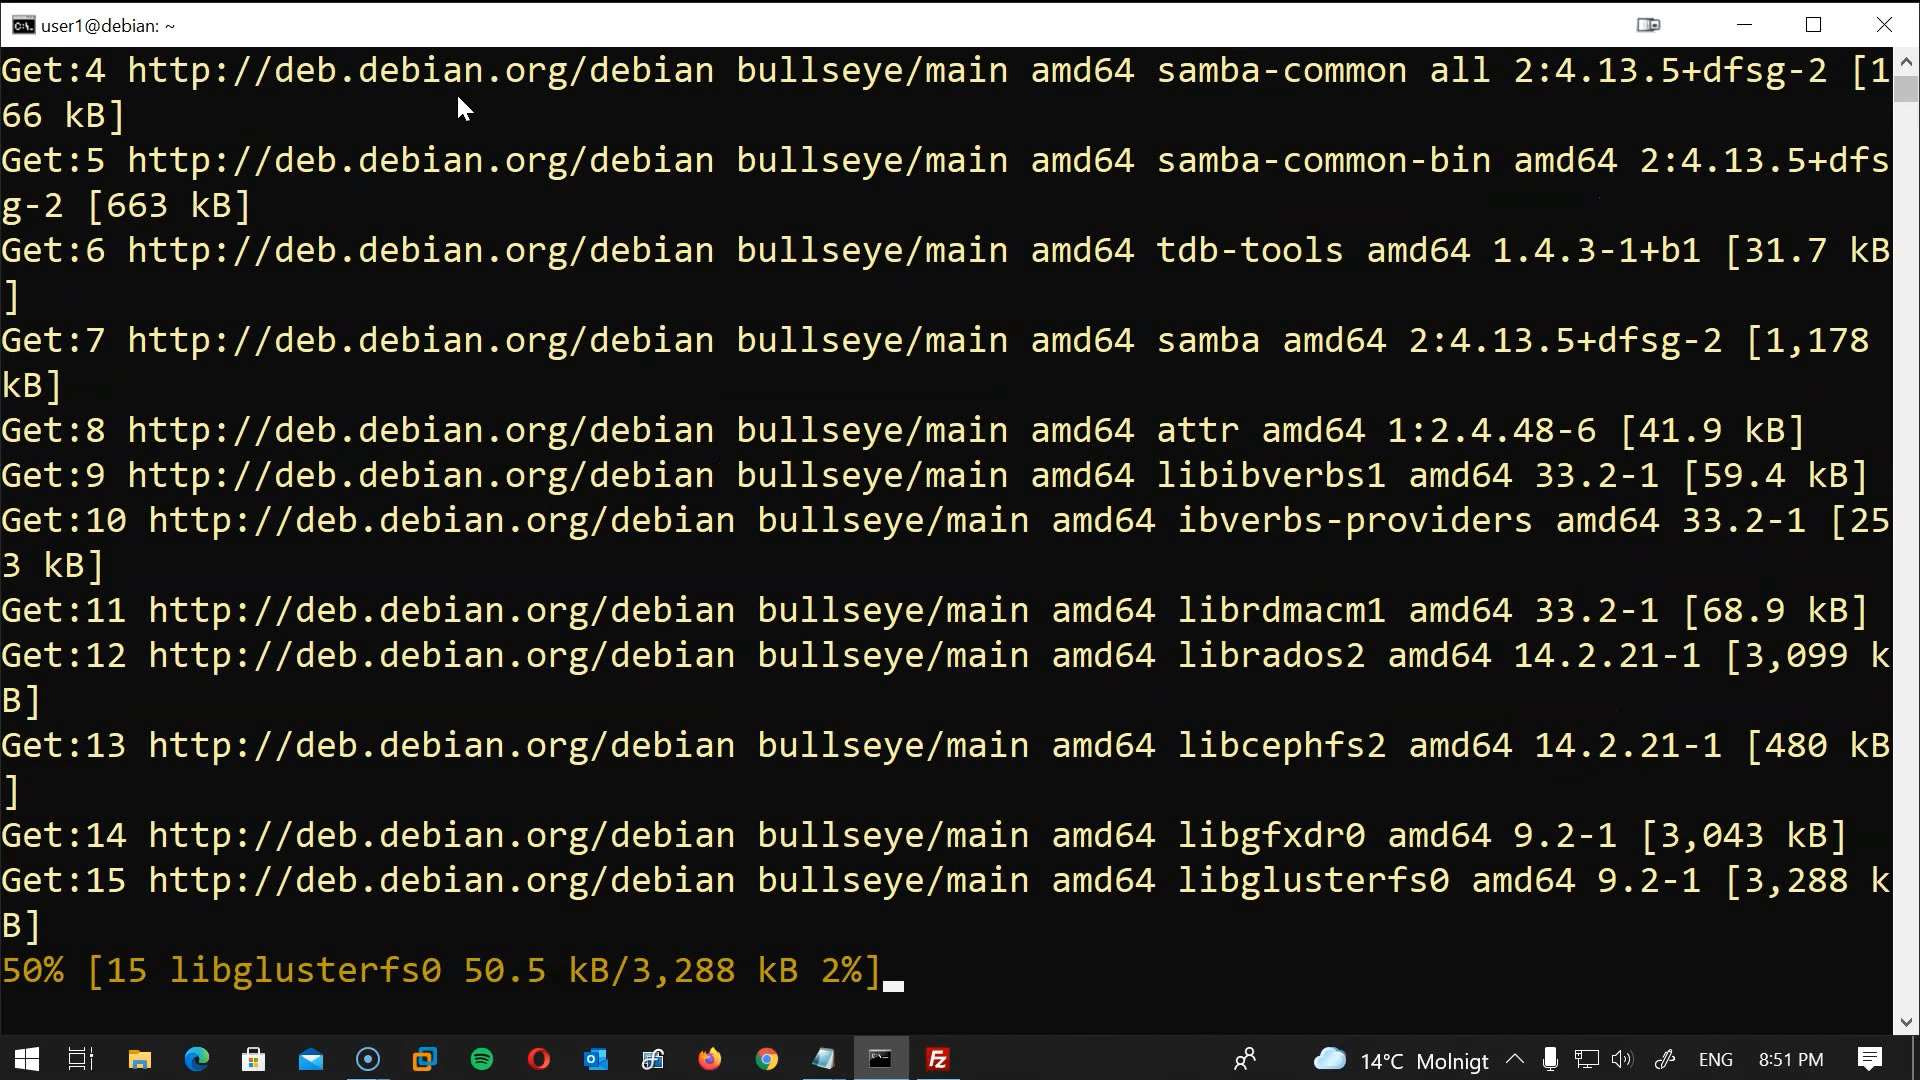 user1@debian: ~
Get:4 http://deb.debian.org/debian bullseye/main amd64 samba-common all 2:4.13.5+dfsg-2 [1
66 kB]
Get:5 http://deb.debian.org/debian bullseye/main amd64 samba-common-bin amd64 2:4.13.5+dfs
g-2 [663 kB]
Get:6 http://deb.debian.org/debian bullseye/main amd64 tdb-tools amd64 1.4.3-1+b1 [31.7 kB
]
Get:7 http://deb.debian.org/debian bullseye/main amd64 samba amd64 2:4.13.5+dfsg-2 [1,178
kB]
Get:8 http://deb.debian.org/debian bullseye/main amd64 attr amd64 1:2.4.48-6 [41.9 kB]
Get:9 http://deb.debian.org/debian bullseye/main amd64 libibverbs1 amd64 33.2-1 [59.4 kB]
Get:10 http://deb.debian.org/debian bullseye/main amd64 ibverbs-providers amd64 33.2-1 [25
3 kB]
Get:11 http://deb.debian.org/debian bullseye/main amd64 librdmacm1 amd64 33.2-1 [68.9 kB]
Get:12 http://deb.debian.org/debian bullseye/main amd64 librados2 amd64 14.2.21-1 [3,099 k
B]
Get:13 http://deb.debian.org/debian bullseye/main amd64 libcephfs2 amd64 14.2.21-1 [480 kB
]
Get:14 http://deb.debian.org/debian bullseye/main amd64 libgfxdr0 amd64 9.2-1 [3,043 kB]
Get:15 http://deb.debian.org/debian bullseye/main amd64 libglusterfs0 amd64 9.2-1 [3,288 k
B]
50% [15 libglusterfs0 50.5 kB/3,288 kB 2%]
14°C Molnigt ENG 8:51 PM